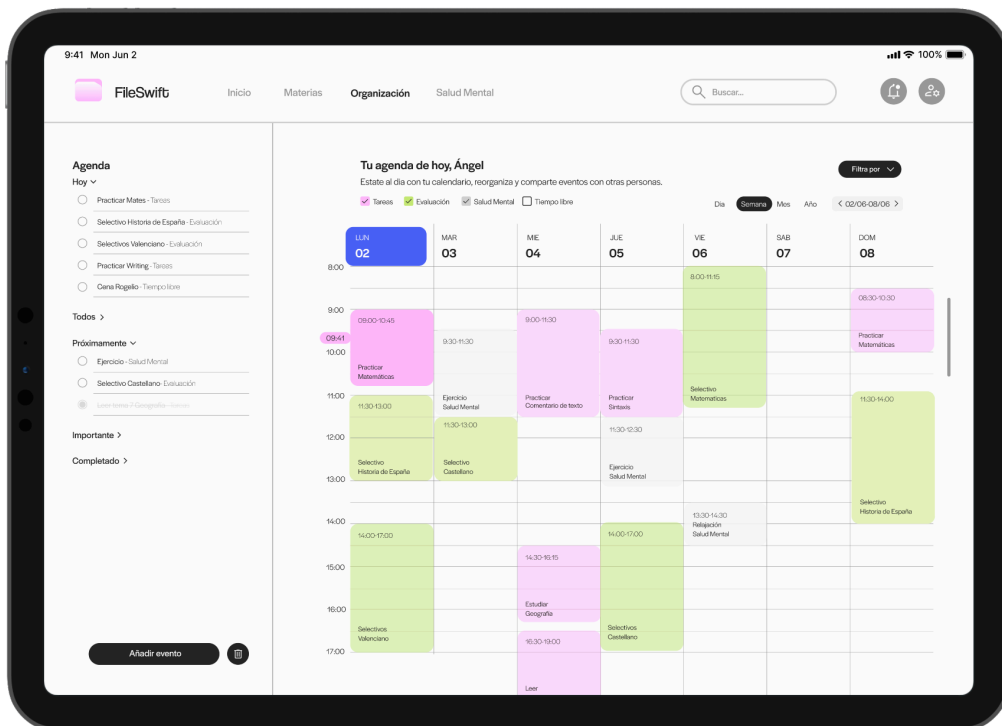 9:41 Mon Jun 2
100%
FileSwift
Inicio
Materias
Organización
Salud Mental
Buscar...
Agenda
Hoy
Practicar Mates - Tareas
Selectivo Historia de España - Evaluación
Selectivos Valenciano - Evaluación
Practicar Writing - Tareas
Cena Rogelio - Tiempo libre
Todos >
Próximamente
Ejercicio - Salud Mental
Selectivo Castellano- Evaluación
Leer tema 7 Geografía - Tareas
Importante >
Completado >
Añadir evento
Tu agenda de hoy, Ángel
Estate al dia con tu calendario, reorganiza y comparte eventos con otras personas.
Filtra por
Tareas
Evaluación
Salud Mental
Tiempo libre
Dia
Semana
Mes
Año
< 02/06-08/06 >
LUN
02
MAR
03
MIE
04
JUE
05
VIE
06
SAB
07
DOM
08
8:00
9:00
09:41
10:00
11:00
12:00
13:00
14:00
15:00
16:00
17:00
09:00-10:45
Practicar
Matemáticas
11:30-13:00
Selectivo
Historia de España
14:00-17:00
Selectivos
Valenciano
9:30-11:30
Ejercicio
Salud Mental
11:30-13:00
Selectivo
Castellano
9:00-11:30
Practicar
Comentario de texto
14:30-16:15
Estudiar
Geografía
16:30-19:00
Leer
9:30-11:30
Practicar
Sintaxis
11:30-12:30
Ejercicio
Salud Mental
14:00-17:00
Selectivos
Castellano
8:00-11:15
Selectivo
Matematicas
13:30-14:30
Relajación
Salud Mental
08:30-10:30
Practicar
Matemáticas
11:30-14:00
Selectivo
Historia de España